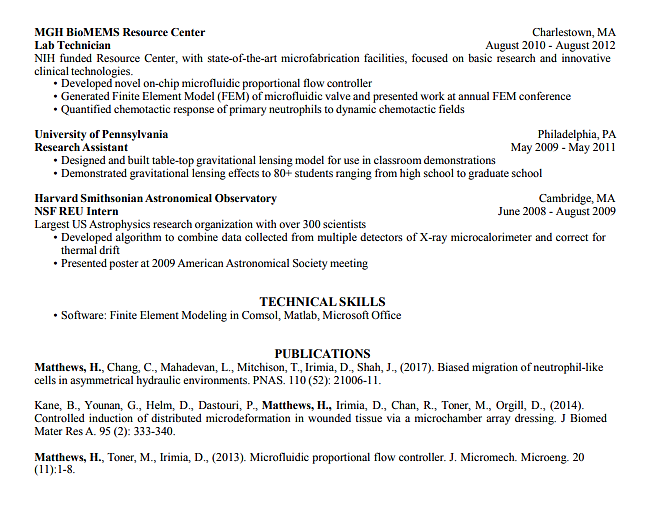 MGH BioMEMS Resource Center Charlestown, MA
Lab Technician August 2010 - August 2012
NIH funded Resource Center, with state-of-the-art microfabrication facilities, focused on basic research and innovative
clinical technologies.
• Developed novel on-chip microfluidic proportional flow controller
• Generated Finite Element Model (FEM) of microfluidic valve and presented work at annual FEM conference
• Quantified chemotactic response of primary neutrophils to dynamic chemotactic fields
University of Pennsylvania Philadelphia, PA
Research Assistant May 2009 - May 2011
• Designed and built table-top gravitational lensing model for use in classroom demonstrations
• Demonstrated gravitational lensing effects to 80+ students ranging from high school to graduate school
Harvard Smithsonian Astronomical Observatory Cambridge, MA
NSF REU Intern June 2008 - August 2009
Largest US Astrophysics research organization with over 300 scientists
• Developed algorithm to combine data collected from multiple detectors of X-ray microcalorimeter and correct for
thermal drift
• Presented poster at 2009 American Astronomical Society meeting
TECHNICAL SKILLS
• Software: Finite Element Modeling in Comsol, Matlab, Microsoft Office
PUBLICATIONS
Matthews, H., Chang, C., Mahadevan, L., Mitchison, T., Irimia, D., Shah, J., (2017). Biased migration of neutrophil-like
cells in asymmetrical hydraulic environments. PNAS. 110 (52): 21006-11.
Kane, B., Younan, G., Helm, D., Dastouri, P., Matthews, H., Irimia, D., Chan, R., Toner, M., Orgill, D., (2014).
Controlled induction of distributed microdeformation in wounded tissue via a microchamber array dressing. J Biomed
Mater Res A. 95 (2): 333-340.
Matthews, H., Toner, M., Irimia, D., (2013). Microfluidic proportional flow controller. J. Micromech. Microeng. 20
(11):1-8.